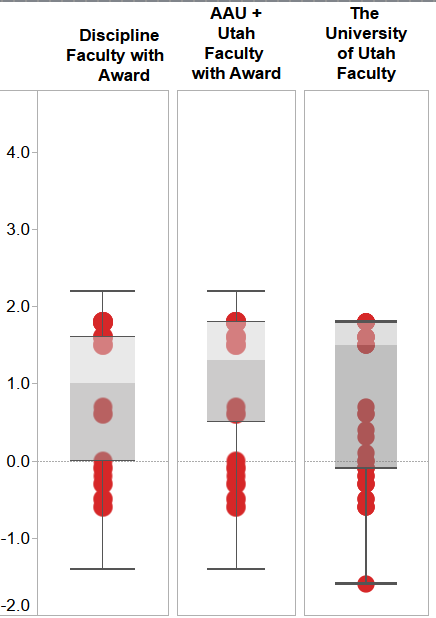 Discipline
Faculty with
Award
AAU +
Utah
Faculty
with Award
The
University
of Utah
Faculty
4.0
3.0
2.0
1.0
0.0
-1.0
-2.0